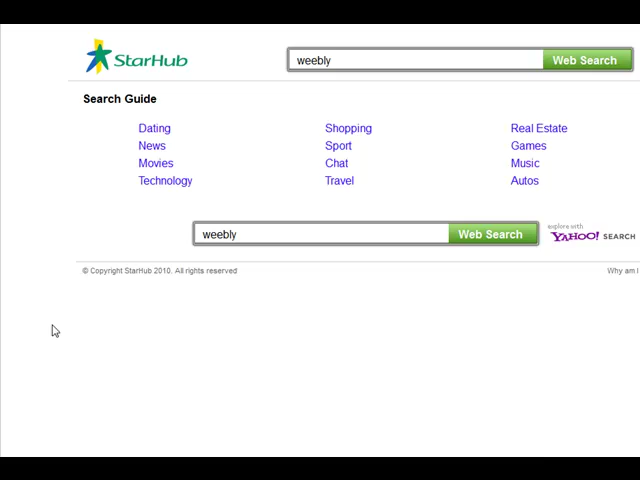 StarHub
weebly
Web Search
Search Guide
Dating Shopping Real Estate
News Sport Games
Movies Chat Music
Technology Travel Autos
weebly
Web Search
explore with
YAHOO! SEARCH
© Copyright StarHub 2010. All rights reserved
Why am I